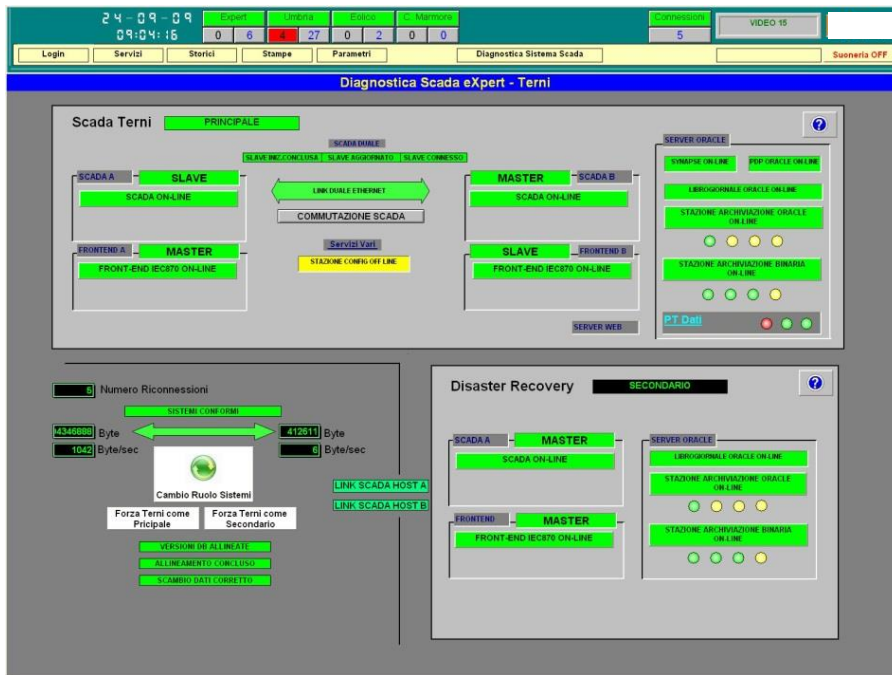 24-09-09
09:04:16
Expert
0 6
Umbria
4 27
Eolico
0 2
C. Marmore
0 0
Connessioni
5
VIDEO 15
Login
Servizi
Storici
Stampe
Parametri
Diagnostica Sistema Scada
Suoneria OFF
Diagnostica Scada eXpert - Terni
Scada Terni
PRINCIPALE
?
SCADA DUALE
SLAVE INIZ.CONCLUSA
SLAVE AGGIORNATO
SLAVE CONNESSO
SCADA A
SLAVE
SCADA ON-LINE
LINK DUALE ETHERNET
COMMUTAZIONE SCADA
MASTER
SCADA B
SCADA ON-LINE
FRONTEND A
MASTER
FRONT-END IEC870 ON-LINE
Servizi Vari
STAZIONE CONFIG OFF LINE
SLAVE
FRONTEND B
FRONT-END IEC870 ON-LINE
SERVER WEB
SERVER ORACLE
SYNAPSE ON-LINE
PDP ORACLE ON-LINE
LIBROGIORNALE ORACLE ON-LINE
STAZIONE ARCHIVIAZIONE ORACLE
ON-LINE
STAZIONE ARCHIVIAZIONE BINARIA
ON-LINE
PT Dati
5 Numero Riconnessioni
SISTEMI CONFORMI
04346888 Byte
412611 Byte
1042 Byte/sec
6 Byte/sec
Cambio Ruolo Sistemi
Forza Terni come
Pricipale
Forza Terni come
Secondario
LINK SCADA HOST A
LINK SCADA HOST B
VERSIONI DB ALLINEATE
ALLINEAMENTO CONCLUSO
SCAMBIO DATI CORRETTO
Disaster Recovery
SECONDARIO
?
SCADA A
MASTER
SCADA ON-LINE
FRONTEND
MASTER
FRONT-END IEC870 ON-LINE
SERVER ORACLE
LIBROGIORNALE ORACLE ON-LINE
STAZIONE ARCHIVIAZIONE ORACLE
ON-LINE
STAZIONE ARCHIVIAZIONE BINARIA
ON-LINE